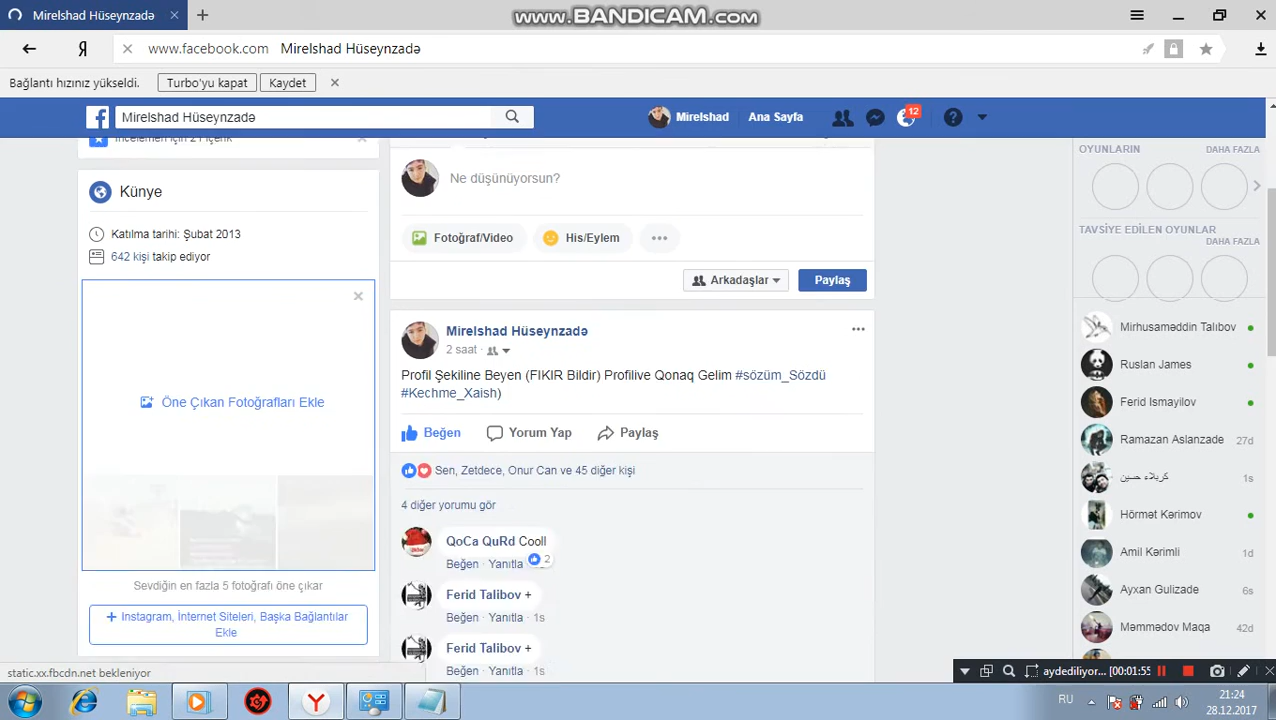 www.BANDICAM.com
Mirelshad Hüseynzadə
www.facebook.com Mirelshad Hüseynzadə
Bağlantı hızınız yükseldi. Turbo'yu kapat Kaydet
Mirelshad Hüseynzadə
Mirelshad Ana Sayfa 12
İncelemen için 21 içerik
Künye
Katılma tarihi: Şubat 2013
642 kişi takip ediyor
Öne Çıkan Fotoğrafları Ekle
Sevdiğin en fazla 5 fotoğrafı öne çıkar
+ Instagram, İnternet Siteleri, Başka Bağlantılar
Ekle
Ne düşünüyorsun?
Fotoğraf/Video His/Eylem
Arkadaşlar Paylaş
Mirelshad Hüseynzadə
2 saat
Profil Şekiline Beyen (FIKIR Bildir) Profilive Qonaq Gelim #sözüm_Sözdü
#Kechme_Xaish)
Beğen Yorum Yap Paylaş
Sen, Zetdece, Onur Can ve 45 diğer kişi
4 diğer yorumu gör
QoCa QuRd Cooll
Beğen · Yanıtla · 2
Ferid Talibov +
Beğen · Yanıtla · 1s
Ferid Talibov +
Beğen · Yanıtla · 1s
OYUNLARIN DAHA FAZLA
TAVSİYE EDİLEN OYUNLAR
DAHA FAZLA
Mirhusaməddin Talıbov
Ruslan James
Ferid Ismayilov
Ramazan Aslanzade 27d
كربلاء حسين 1s
Hörmət Kərimov
Amil Kərimli 1d
Ayxan Gulizade 6s
Məmmədov Maqa 42d
static.xx.fbcdn.net bekleniyor
aydediliyor... [00:01:55]
RU
21:24
28.12.2017